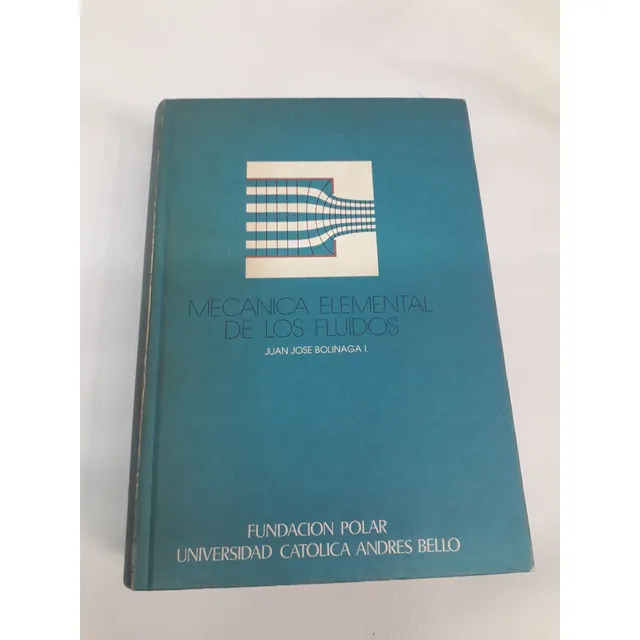 MECANICA ELEMENTAL
DE LOS FLUIDOS
JUAN JOSE BOLINAGA I.
FUNDACION POLAR
UNIVERSIDAD CATOLICA ANDRES BELLO